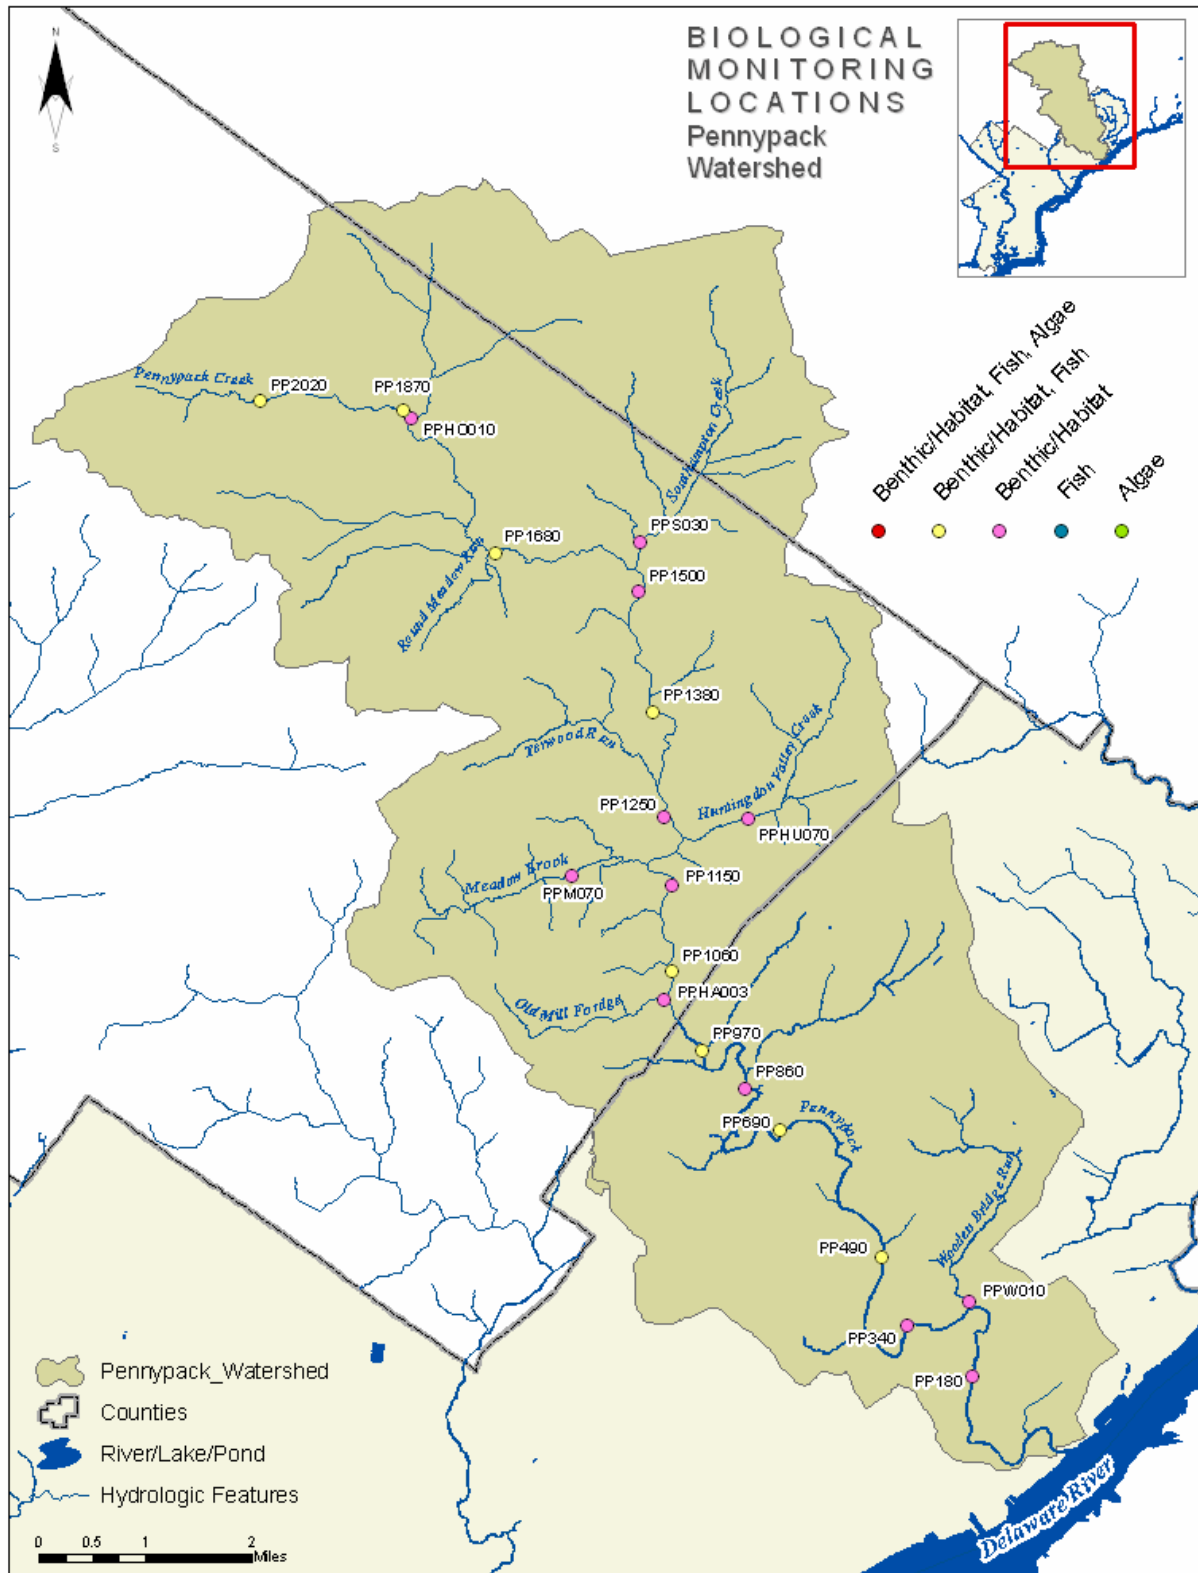 N
S
BIOLOGICAL
MONITORING
LOCATIONS
Pennypack
Watershed
Benthic/Habitat, Fish, Algae
Benthic/Habitat, Fish
Benthic/Habitat
Fish
Algae
Pennypack Creek
PP2020
PP1870
PPHO010
Southampton Creek
PPS030
PP1680
Round Meadow Run
PP1500
PP1380
Terwood Run
Huntingdon Valley Creek
PP1250
PPHU070
Meadow Brook
PPM070
PP1150
PP1060
PPHA003
Old Mill Fordge
PP970
PP860
PP690
Pennypack
Wooden Bridge Run
PP490
PPW010
PP340
PP180
Pennypack_Watershed
Counties
River/Lake/Pond
Hydrologic Features
0 0.5 1 2
Miles
Delaware River